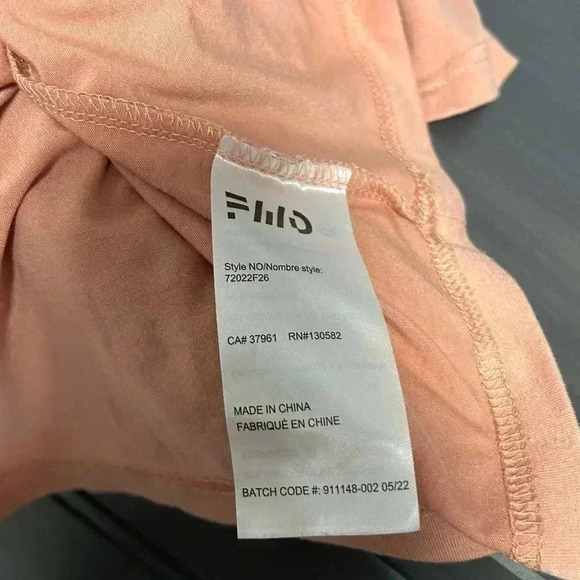 FWD
Style NO/Nombre style:
72022F26
CA# 37961 RN#130582
MADE IN CHINA
FABRIQUÉ EN CHINE
BATCH CODE #: 911148-002 05/22